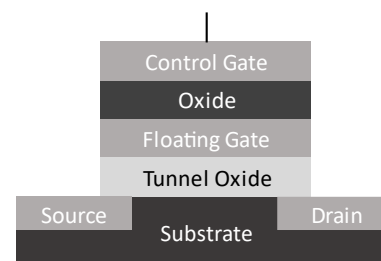 Control Gate
Oxide
Floating Gate
Tunnel Oxide
Source
Drain
Substrate